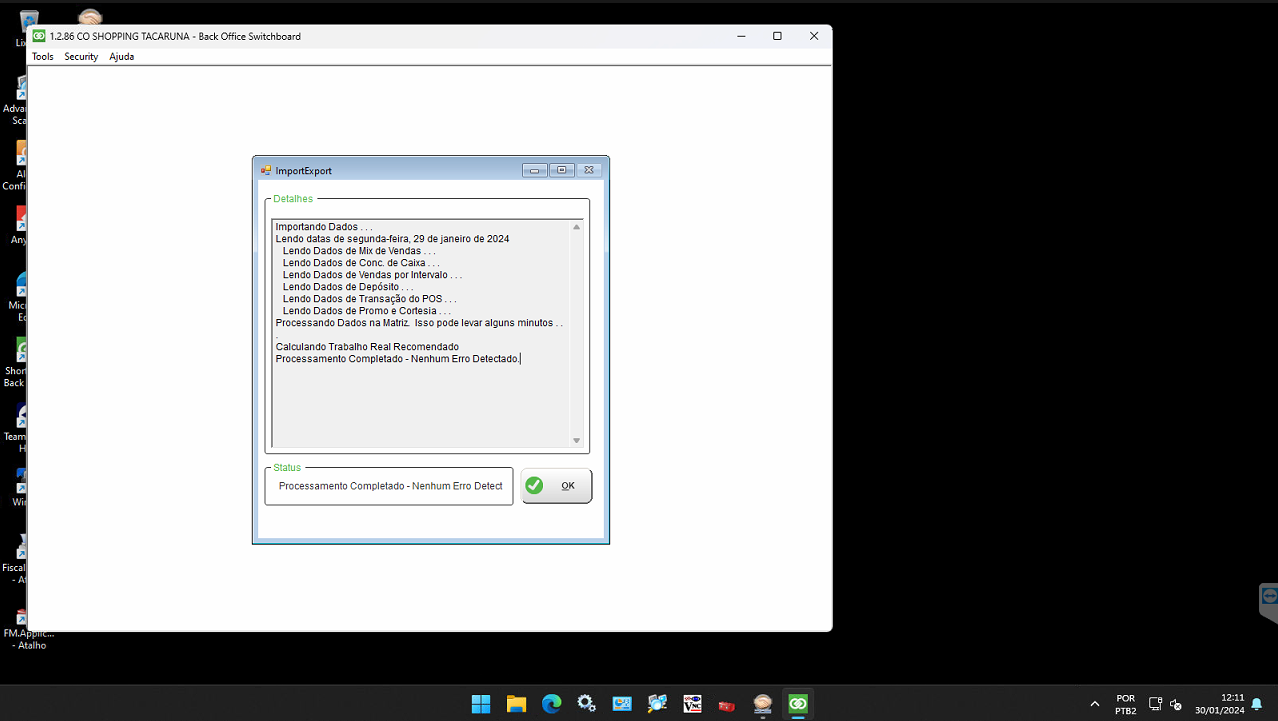 1.2.86 CO SHOPPING TACARUNA - Back Office Switchboard
Tools Security Ajuda
ImportExport
Detalhes
Importando Dados . . .
Lendo datas de segunda-feira, 29 de janeiro de 2024
Lendo Dados de Mix de Vendas . . .
Lendo Dados de Conc. de Caixa . . .
Lendo Dados de Vendas por Intervalo . . .
Lendo Dados de Depósito . . .
Lendo Dados de Transação do POS . . .
Lendo Dados de Promo e Cortesia . . .
Processando Dados na Matriz. Isso pode levar alguns minutos . .
.
Calculando Trabalho Real Recomendado
Processamento Completado - Nenhum Erro Detectado.
Status
Processamento Completado - Nenhum Erro Detect
OK
Lix
Advan
Sca
Al
Confi
Any
Mic
Ec
Short
Back
Team
H
Win
Fiscal
- At
FM.Applic...
- Atalho
VNC
POR
PTB2
12:11
30/01/2024